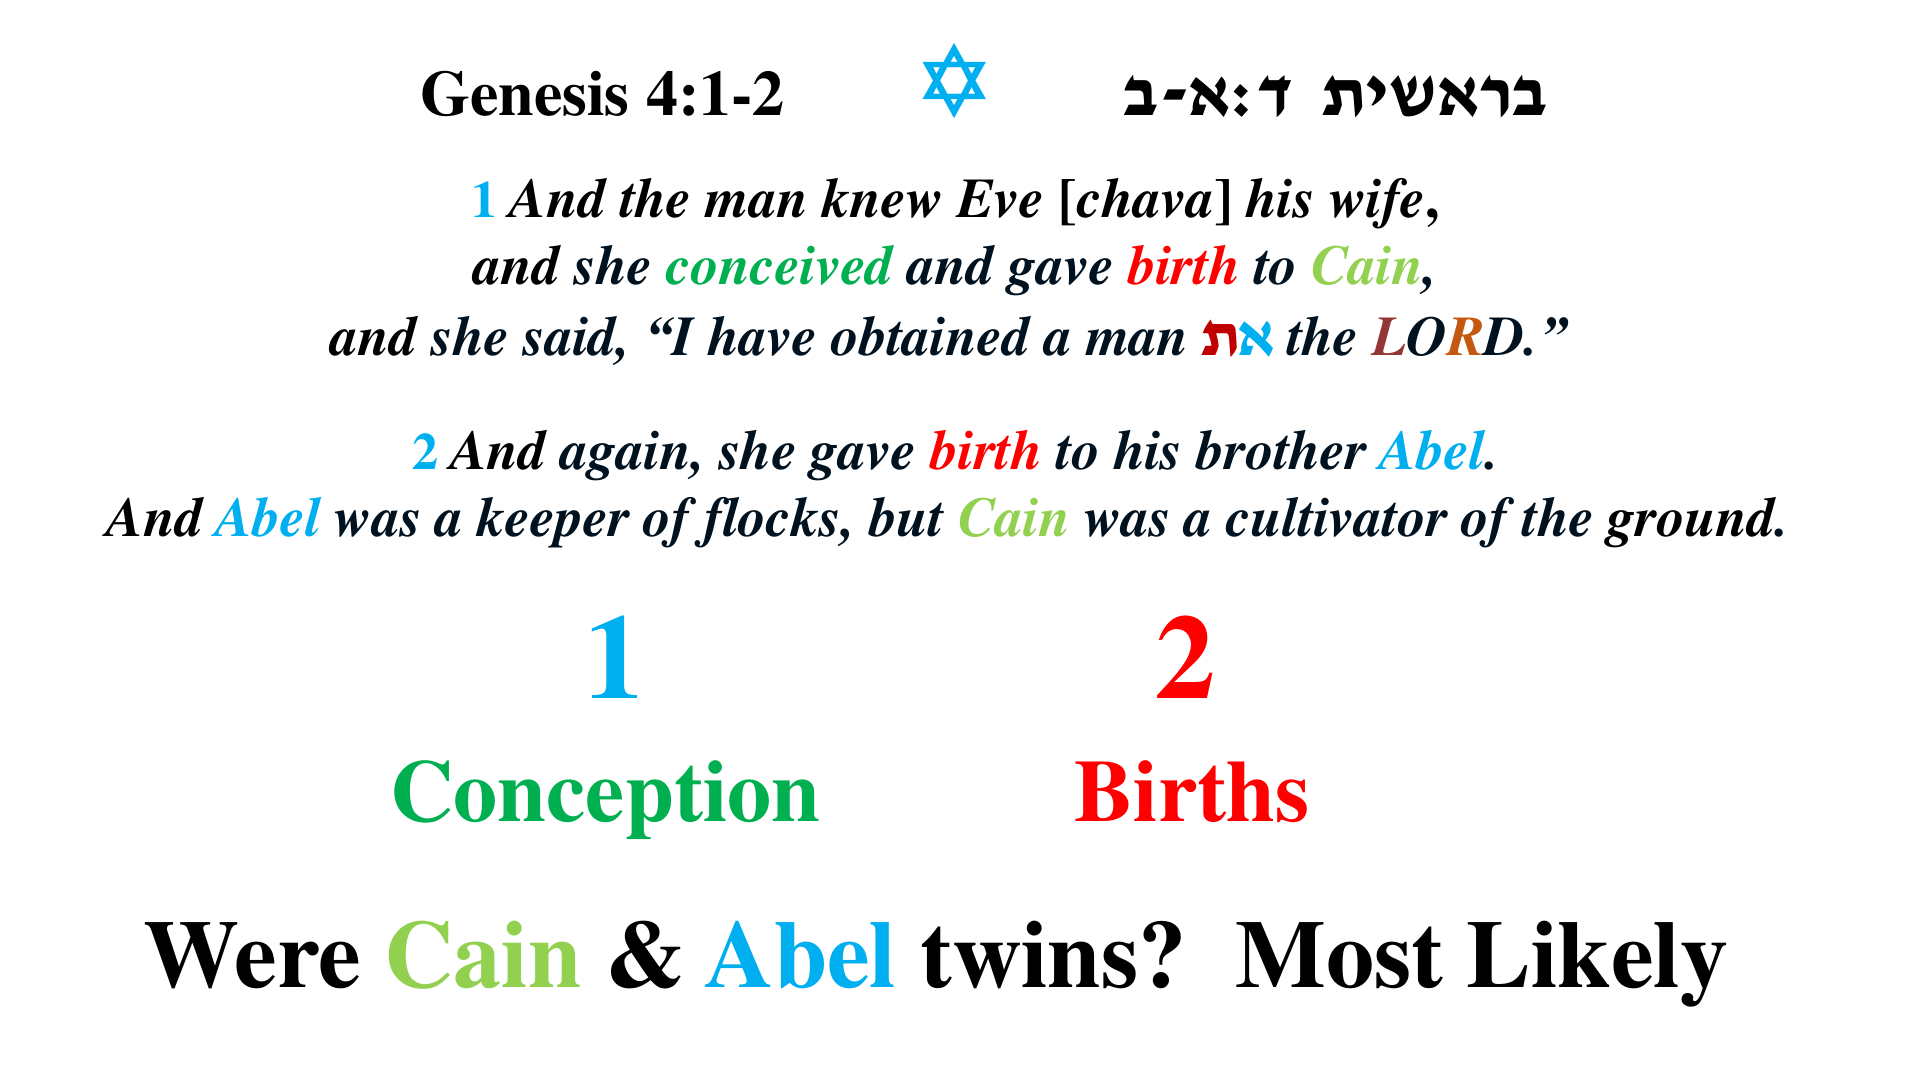 Genesis 4:1-2 ✡ בראשית ד:א-ב
1 And the man knew Eve [chava] his wife,
and she conceived and gave birth to Cain,
and she said, “I have obtained a man את the LORD.”
2 And again, she gave birth to his brother Abel.
And Abel was a keeper of flocks, but Cain was a cultivator of the ground.
1 2
Conception Births
Were Cain & Abel twins? Most Likely